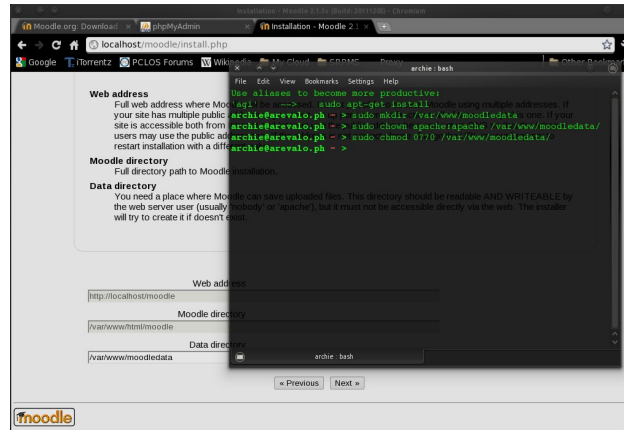 Installation - Moodle 2.1.3+ (Build: 20111208) - Chromium
Moodle.org: Download
phpMyAdmin
Installation - Moodle 2.1
localhost/moodle/install.php
Google
iTorrentz
PCLOS Forums
Wikipedia
My Cloud
Proxy
Other Bookmar
archie : bash
File Edit View Bookmarks Settings Help
Use aliases to become more productive:
'agi' --> sudo apt-get install
archie@arevalo.ph ~ > sudo mkdir /var/www/moodledata
archie@arevalo.ph ~ > sudo chown apache:apache /var/www/moodledata/
archie@arevalo.ph ~ > sudo chmod 0770 /var/www/moodledata/
archie@arevalo.ph ~ >
archie : bash
Web address
Full web address where Moodle using multiple addresses. If
your site has multiple public one. If your
site is accessible both from
users may use the public ad
restart installation with a diffe
Moodle directory
Full directory path to Moodle installation.
Data directory
You need a place where Moodle can save uploaded files. This directory should be readable AND WRITEABLE by
the web server user (usually 'nobody' or 'apache'), but it must not be accessible directly via the web. The installer
will try to create it if doesn't exist.
Web address
http://localhost/moodle
Moodle directory
/var/www/html/moodle
Data directory
/var/www/moodledata
« Previous
Next »
moodle